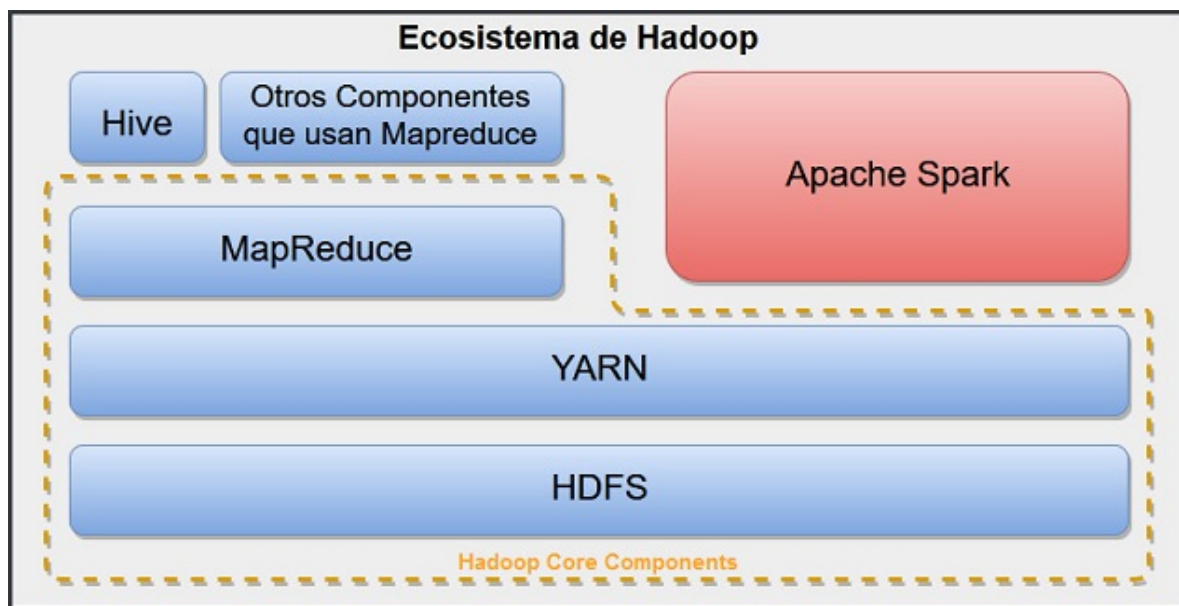 Ecosistema de Hadoop
Hive
Otros Componentes
que usan Mapreduce
Apache Spark
MapReduce
YARN
HDFS
Hadoop Core Components